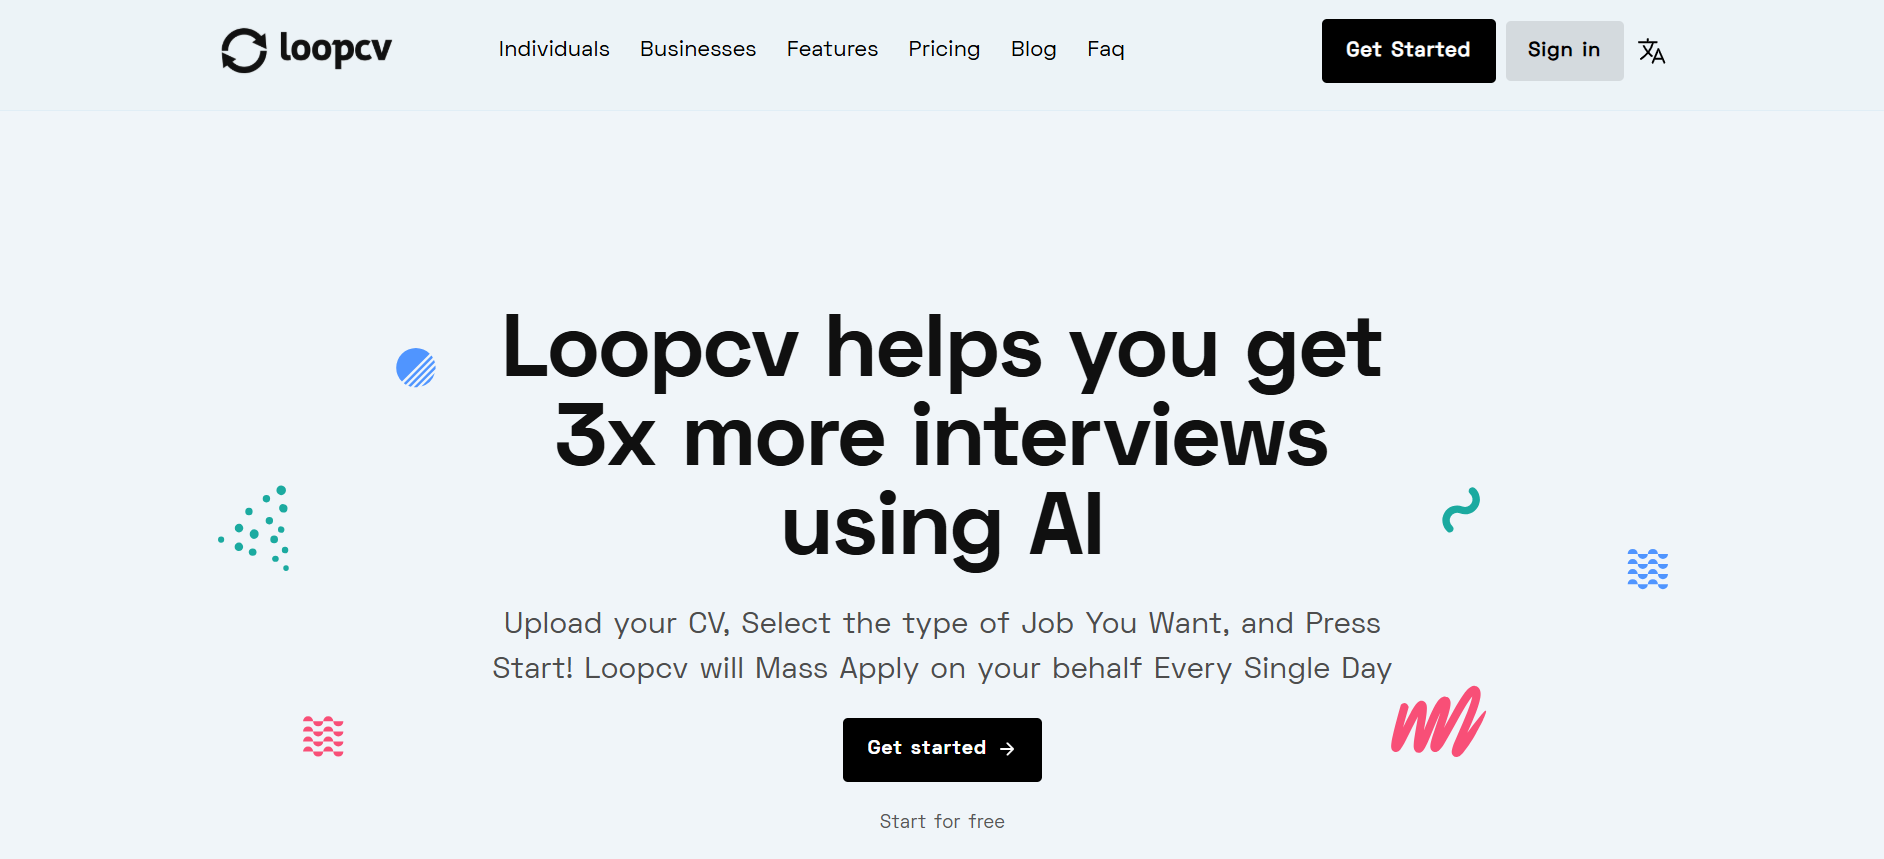 loopcv
Individuals Businesses Features Pricing Blog Faq
Get Started Sign in 文A
Loopcv helps you get
3x more interviews
using AI
Upload your CV, Select the type of Job You Want, and Press
Start! Loopcv will Mass Apply on your behalf Every Single Day
Get started →
Start for free